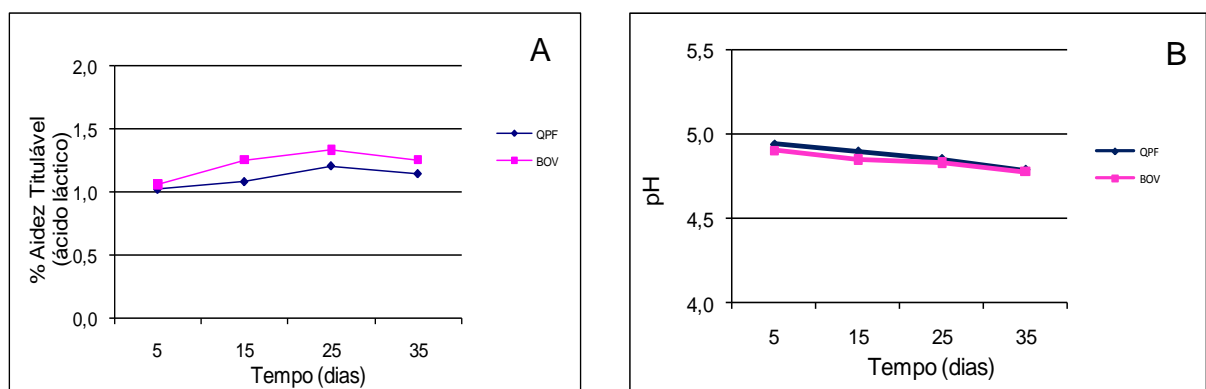 A
% Aidez Titulável
(ácido láctico)
2,0
1,5
1,0
0,5
0,0
5 15 25 35
Tempo (dias)
QPF
BOV
B
pH
5,5
5,0
4,5
4,0
5 15 25 35
Tempo (dias)
QPF
BOV